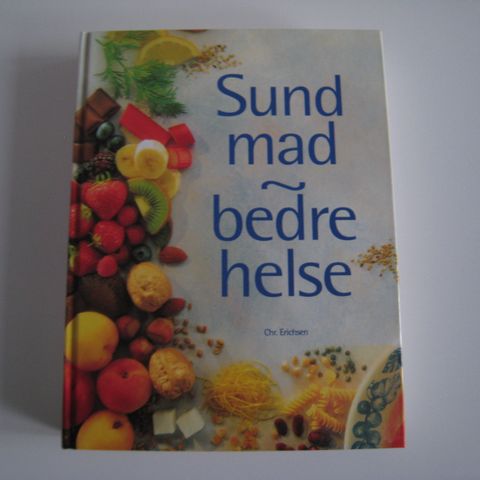 Sund
mad
~
bedre
helse
Chr. Erichsen